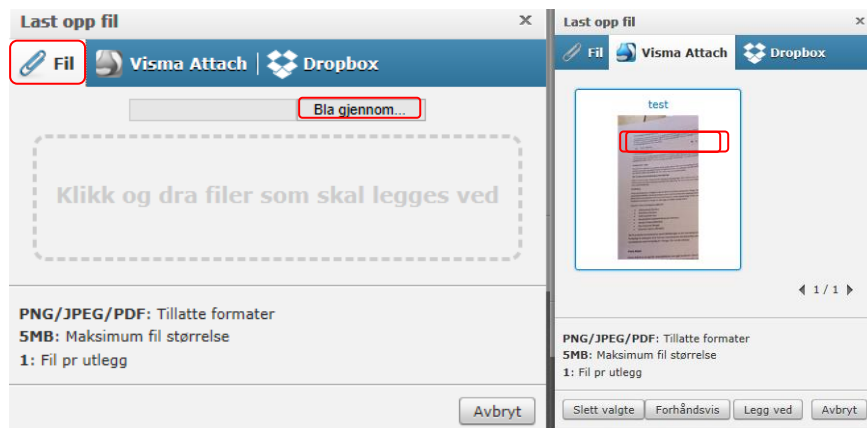 Last opp fil x
Fil Visma Attach | Dropbox
Bla gjennom...
Klikk og dra filer som skal legges ved
PNG/JPEG/PDF: Tillatte formater
5MB: Maksimum fil størrelse
1: Fil pr utlegg
Avbryt
Last opp fil x
Fil Visma Attach Dropbox
test
1 / 1
PNG/JPEG/PDF: Tillatte formater
5MB: Maksimum fil størrelse
1: Fil pr utlegg
Slett valgte Forhåndsvis Legg ved Avbryt